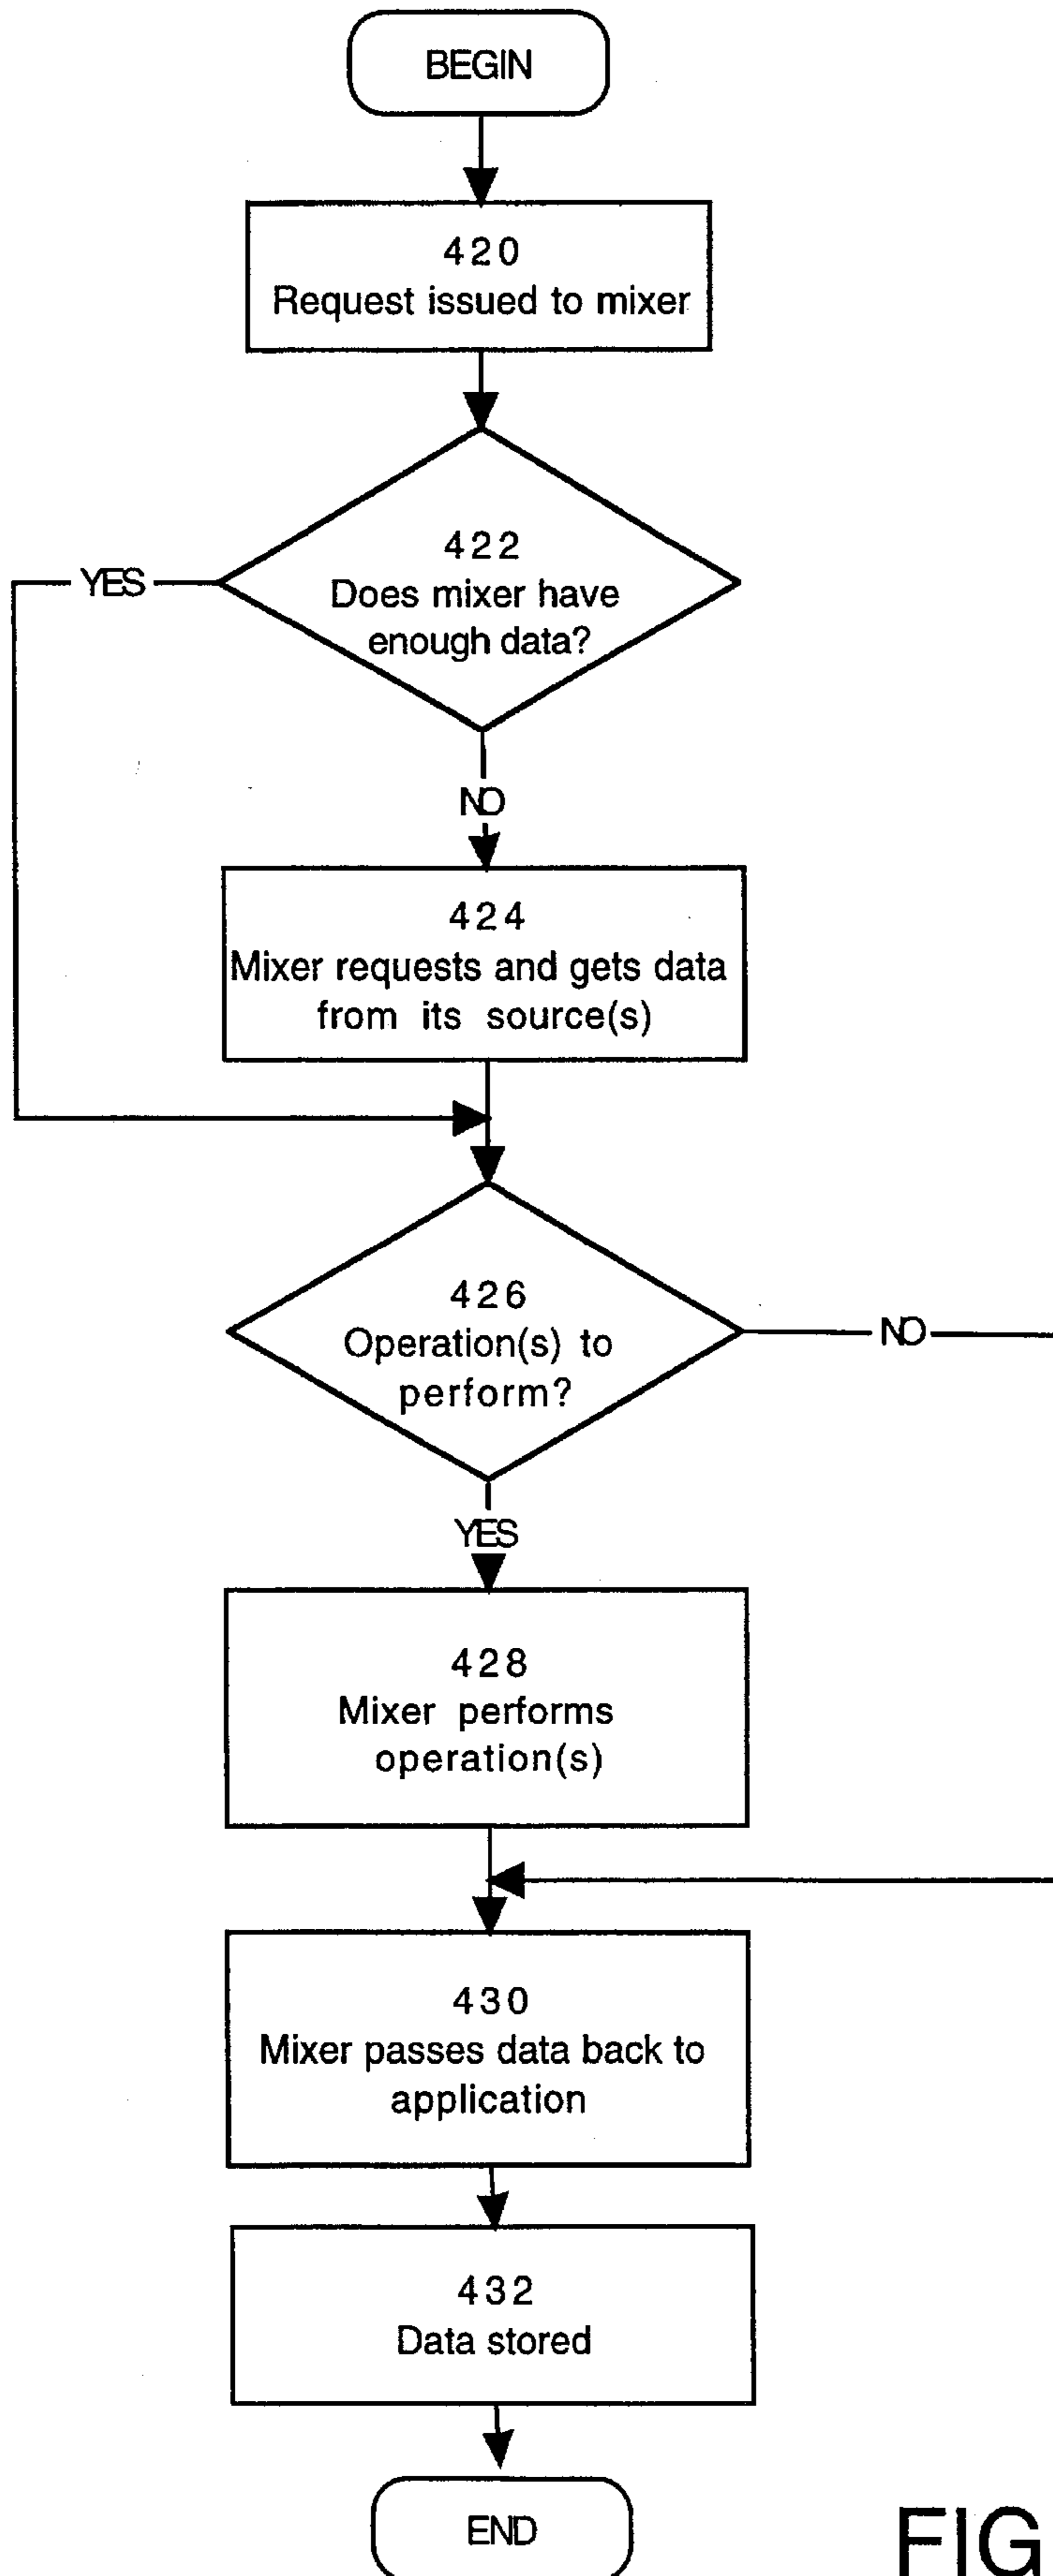 BEGIN
420
Request issued to mixer
422
Does mixer have
enough data?
YES
NO
424
Mixer requests and gets data
from its source(s)
426
Operation(s) to
perform?
NO
YES
428
Mixer performs
operation(s)
430
Mixer passes data back to
application
432
Data stored
END
FIG